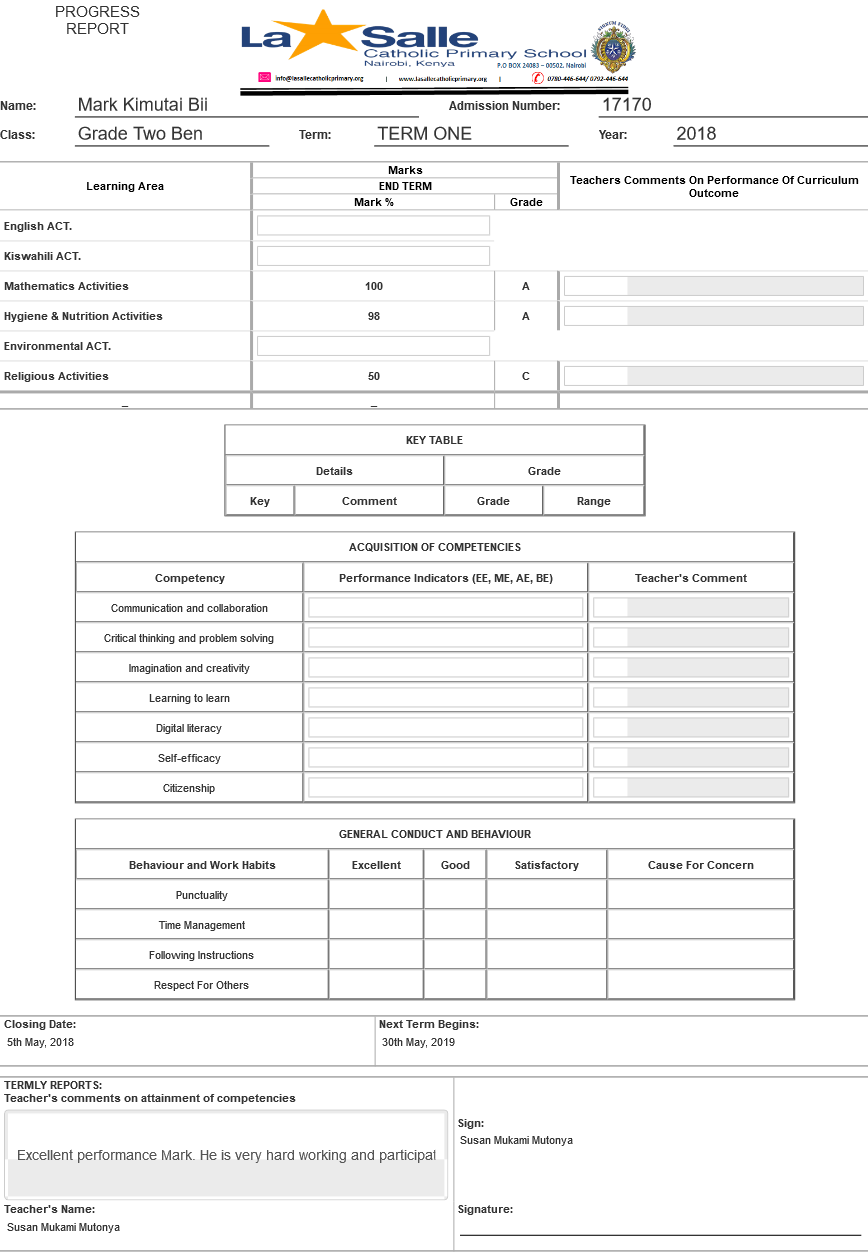 PROGRESS
REPORT
La Salle
Catholic Primary School
Nairobi, Kenya
P.O BOX 24083 – 00502, Nairobi
info@lasallecatholicprimary.org | www.lasallecatholicprimary.org | 0780-446-644/ 0792-446-644
Name: Mark Kimutai Bii Admission Number: 17170
Class: Grade Two Ben Term: TERM ONE Year: 2018
Learning Area Marks Teachers Comments On Performance Of Curriculum Outcome
END TERM
Mark % Grade
English ACT.
Kiswahili ACT.
Mathematics Activities 100 A
Hygiene & Nutrition Activities 98 A
Environmental ACT.
Religious Activities 50 C
– –
KEY TABLE
Details Grade
Key Comment Grade Range
ACQUISITION OF COMPETENCIES
Competency Performance Indicators (EE, ME, AE, BE) Teacher's Comment
Communication and collaboration
Critical thinking and problem solving
Imagination and creativity
Learning to learn
Digital literacy
Self-efficacy
Citizenship
GENERAL CONDUCT AND BEHAVIOUR
Behaviour and Work Habits Excellent Good Satisfactory Cause For Concern
Punctuality
Time Management
Following Instructions
Respect For Others
Closing Date: Next Term Begins:
5th May, 2018 30th May, 2019
TERMLY REPORTS:
Teacher's comments on attainment of competencies
Excellent performance Mark. He is very hard working and participat
Sign:
Susan Mukami Mutonya
Teacher's Name: Signature:
Susan Mukami Mutonya